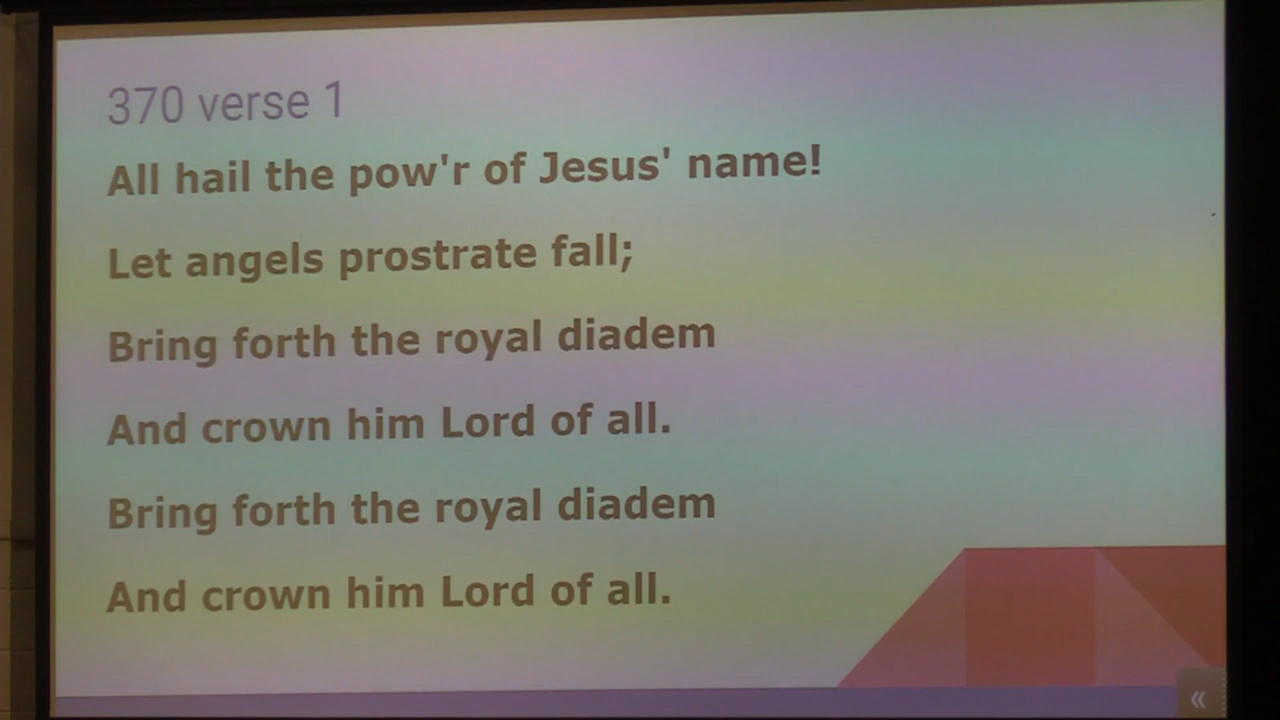 370 verse 1
All hail the pow'r of Jesus' name!
Let angels prostrate fall;
Bring forth the royal diadem
And crown him Lord of all.
Bring forth the royal diadem
And crown him Lord of all.
«